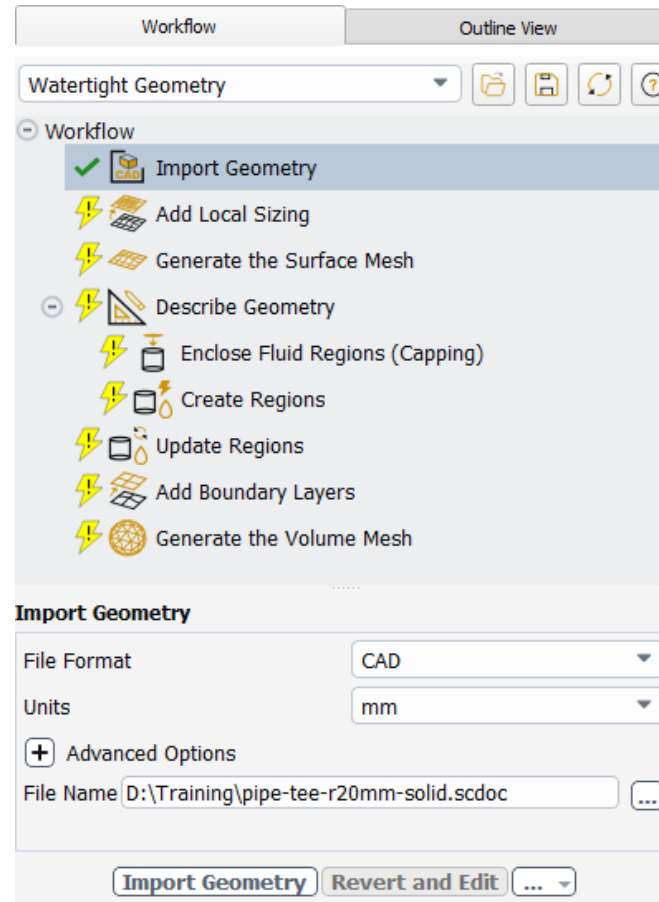 Workflow Outline View
Watertight Geometry
Workflow
CAD Import Geometry
Add Local Sizing
Generate the Surface Mesh
Describe Geometry
Enclose Fluid Regions (Capping)
Create Regions
Update Regions
Add Boundary Layers
Generate the Volume Mesh
Import Geometry
File Format CAD
Units mm
+ Advanced Options
File Name D:\Training\pipe-tee-r20mm-solid.scdoc ...
Import Geometry Revert and Edit ...